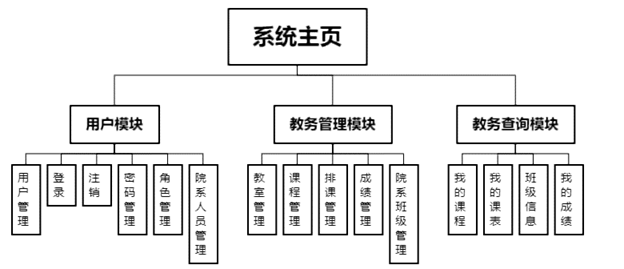 系统主页
用户模块
教务管理模块
教务查询模块
用户管理
登录
注销
密码管理
角色管理
院系人员管理
教室管理
课程管理
排课管理
成绩管理
院系班级管理
我的课程
我的课表
班级信息
我的成绩